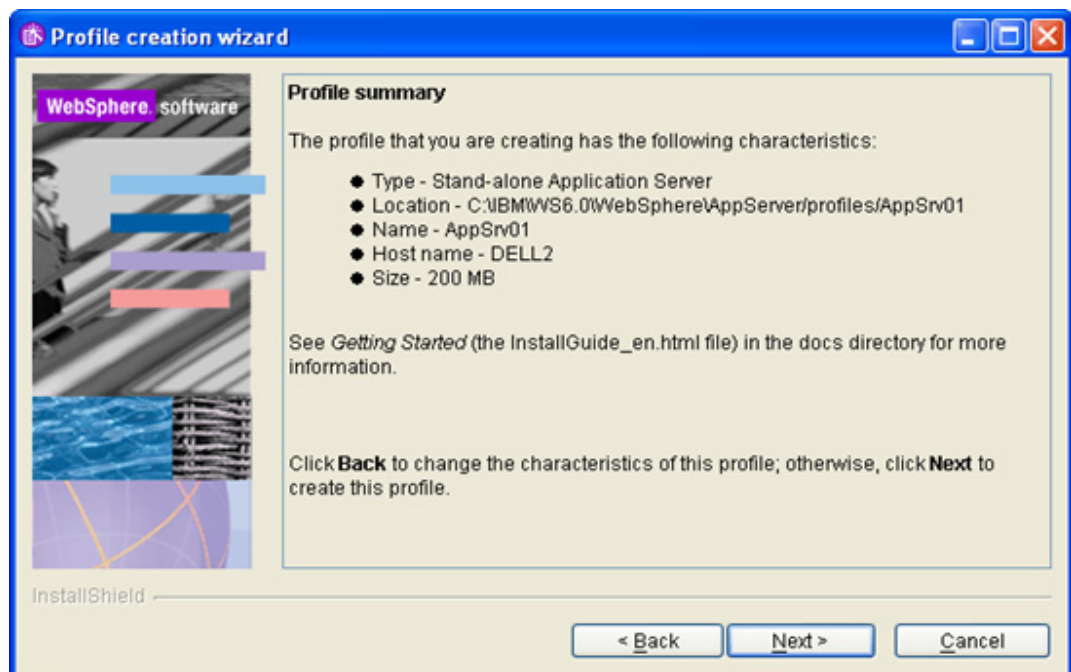 Profile creation wizard
WebSphere. software
Profile summary
The profile that you are creating has the following characteristics:
Type - Stand-alone Application Server
Location - C:\IBM\WS6.0\WebSphere\AppServer/profiles/AppSrv01
Name - AppSrv01
Host name - DELL2
Size - 200 MB
See Getting Started (the InstallGuide_en.html file) in the docs directory for more
information.
Click Back to change the characteristics of this profile; otherwise, click Next to
create this profile.
InstallShield
< Back
Next >
Cancel